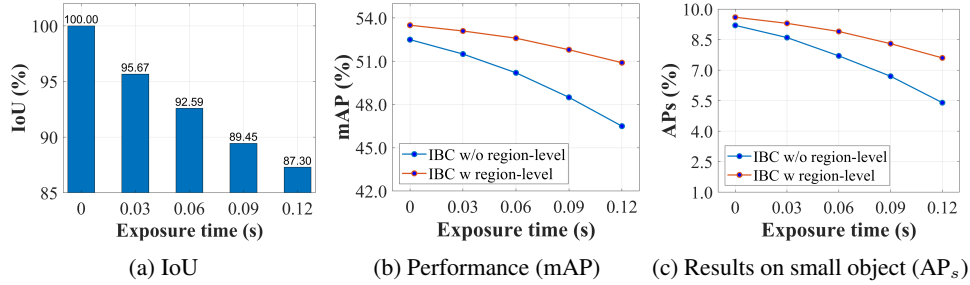 100.00
95.67
92.59
89.45
87.30
100
95
90
85
IoU (%)
0 0.03 0.06 0.09 0.12
Exposure time (s)
(a) IoU
54.0
51.0
48.0
45.0
42.0
mAP (%)
IBC w/o region-level
IBC w region-level
0 0.03 0.06 0.09 0.12
Exposure time (s)
(b) Performance (mAP)
10.0
8.5
7.0
5.5
4.0
2.5
1.0
APs (%)
IBC w/o region-level
IBC w region-level
0 0.03 0.06 0.09 0.12
Exposure time (s)
(c) Results on small object (APₛ)